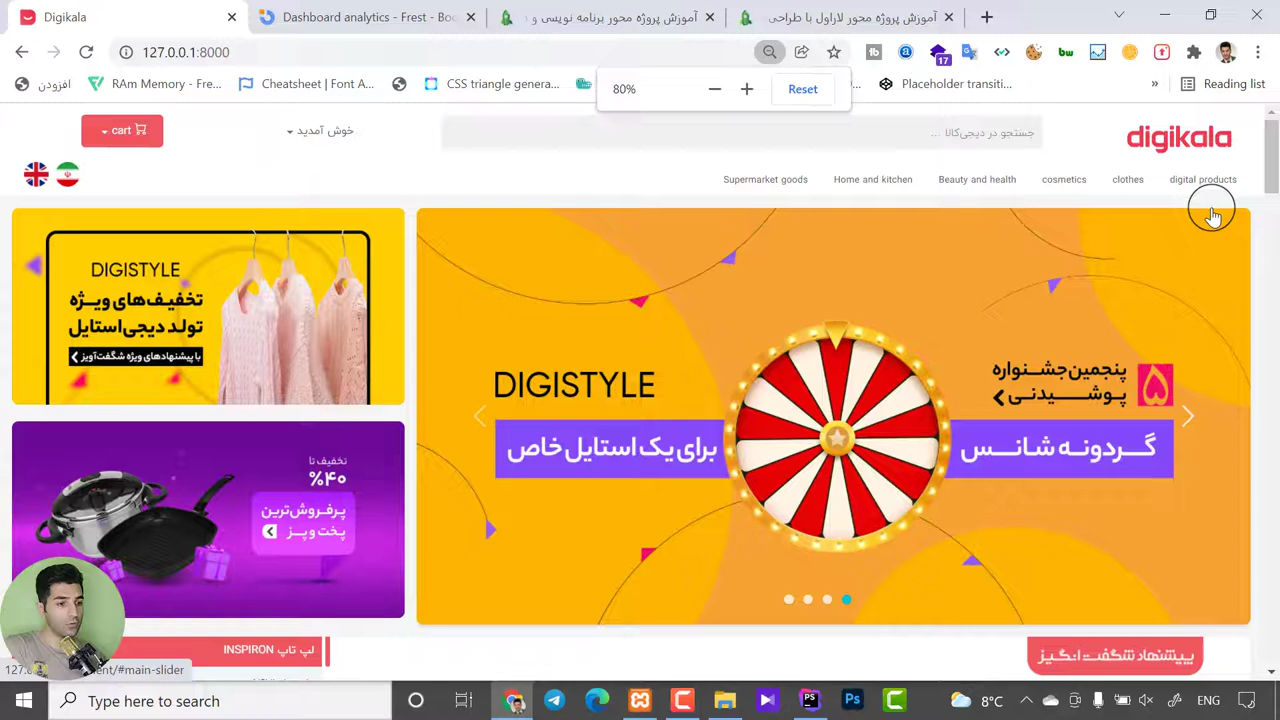 Digikala
Dashboard analytics - Frest - Boo
آموزش پروژه محور برنامه نویسی و د
آموزش پروژه محور لاراول با طراحی
127.0.0.1:8000
17
افزودن
RAm Memory - Fre...
Cheatsheet | Font A...
CSS triangle genera...
Placeholder transiti...
»
Reading list
80%
Reset
cart
خوش آمدید
جستجو در دیجی‌کالا ...
digikala
Supermarket goods
Home and kitchen
Beauty and health
cosmetics
clothes
digital products
DIGISTYLE
تخفیف‌های ویژه
تولد دیجی‌استایل
با پیشنهادهای ویژه شگفت‌آویز
تخفیف تا
%۴۰
پرفروش‌ترین
پخت و پز
پنجمین جشنواره
پوشیدنی
۵
DIGISTYLE
گردونه شانس
برای یک استایل خاص
لپ تاپ INSPIRON
پیشنهاد شگفت انگیز
ent/#main-slider
Type here to search
8°C
ENG